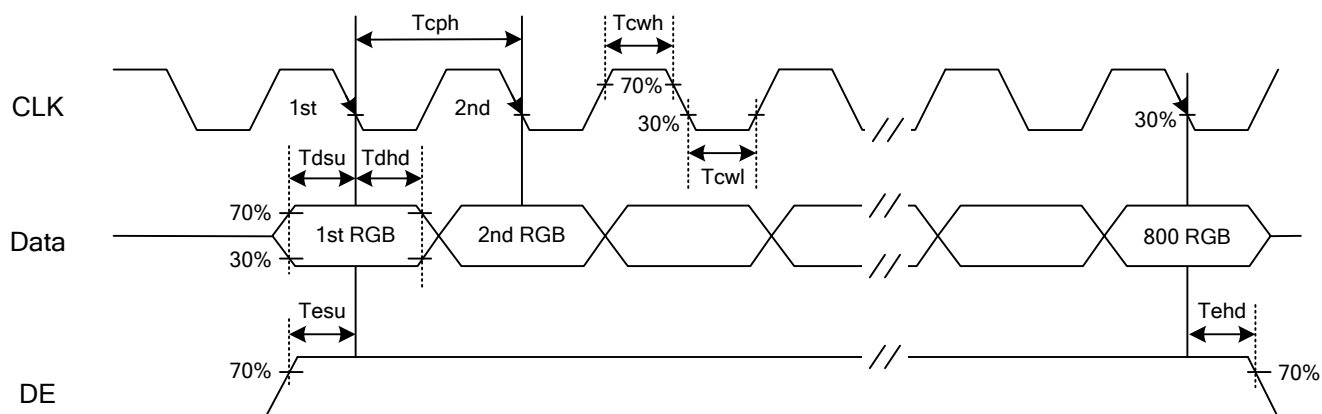 Tcph
Tcwh
CLK
1st
2nd
70%
30%
30%
Tdsu
Tdhd
Tcwl
70%
Data
1st RGB
2nd RGB
800 RGB
30%
Tesu
Tehd
70%
70%
DE